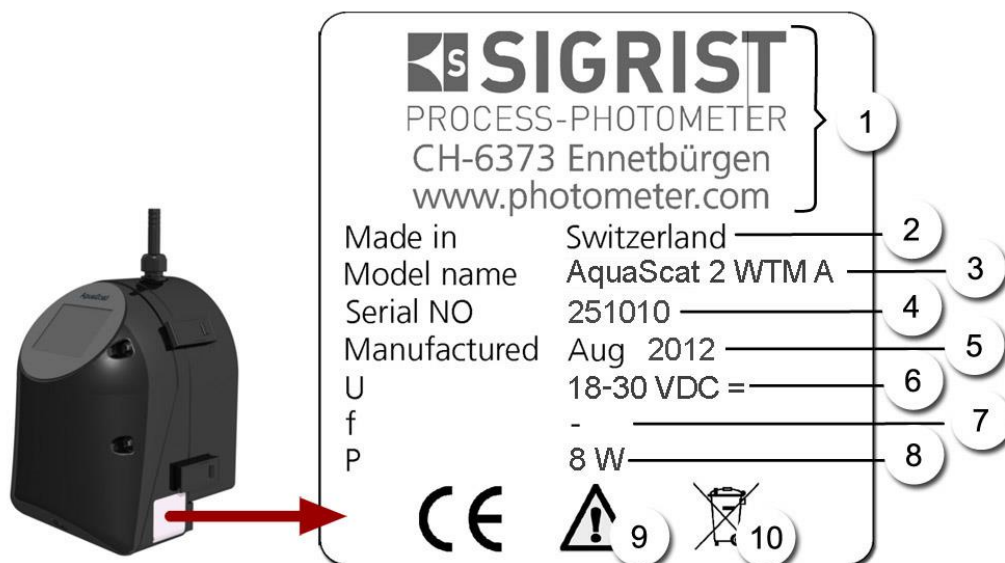 SIGRIST
PROCESS-PHOTOMETER
CH-6373 Ennetbürgen
www.photometer.com
1
Made in Switzerland 2
Model name AquaScat 2 WTM A 3
Serial NO 251010 4
Manufactured Aug 2012 5
U 18-30 VDC = 6
f - 7
P 8 W 8
CE 9 10
AquaScat